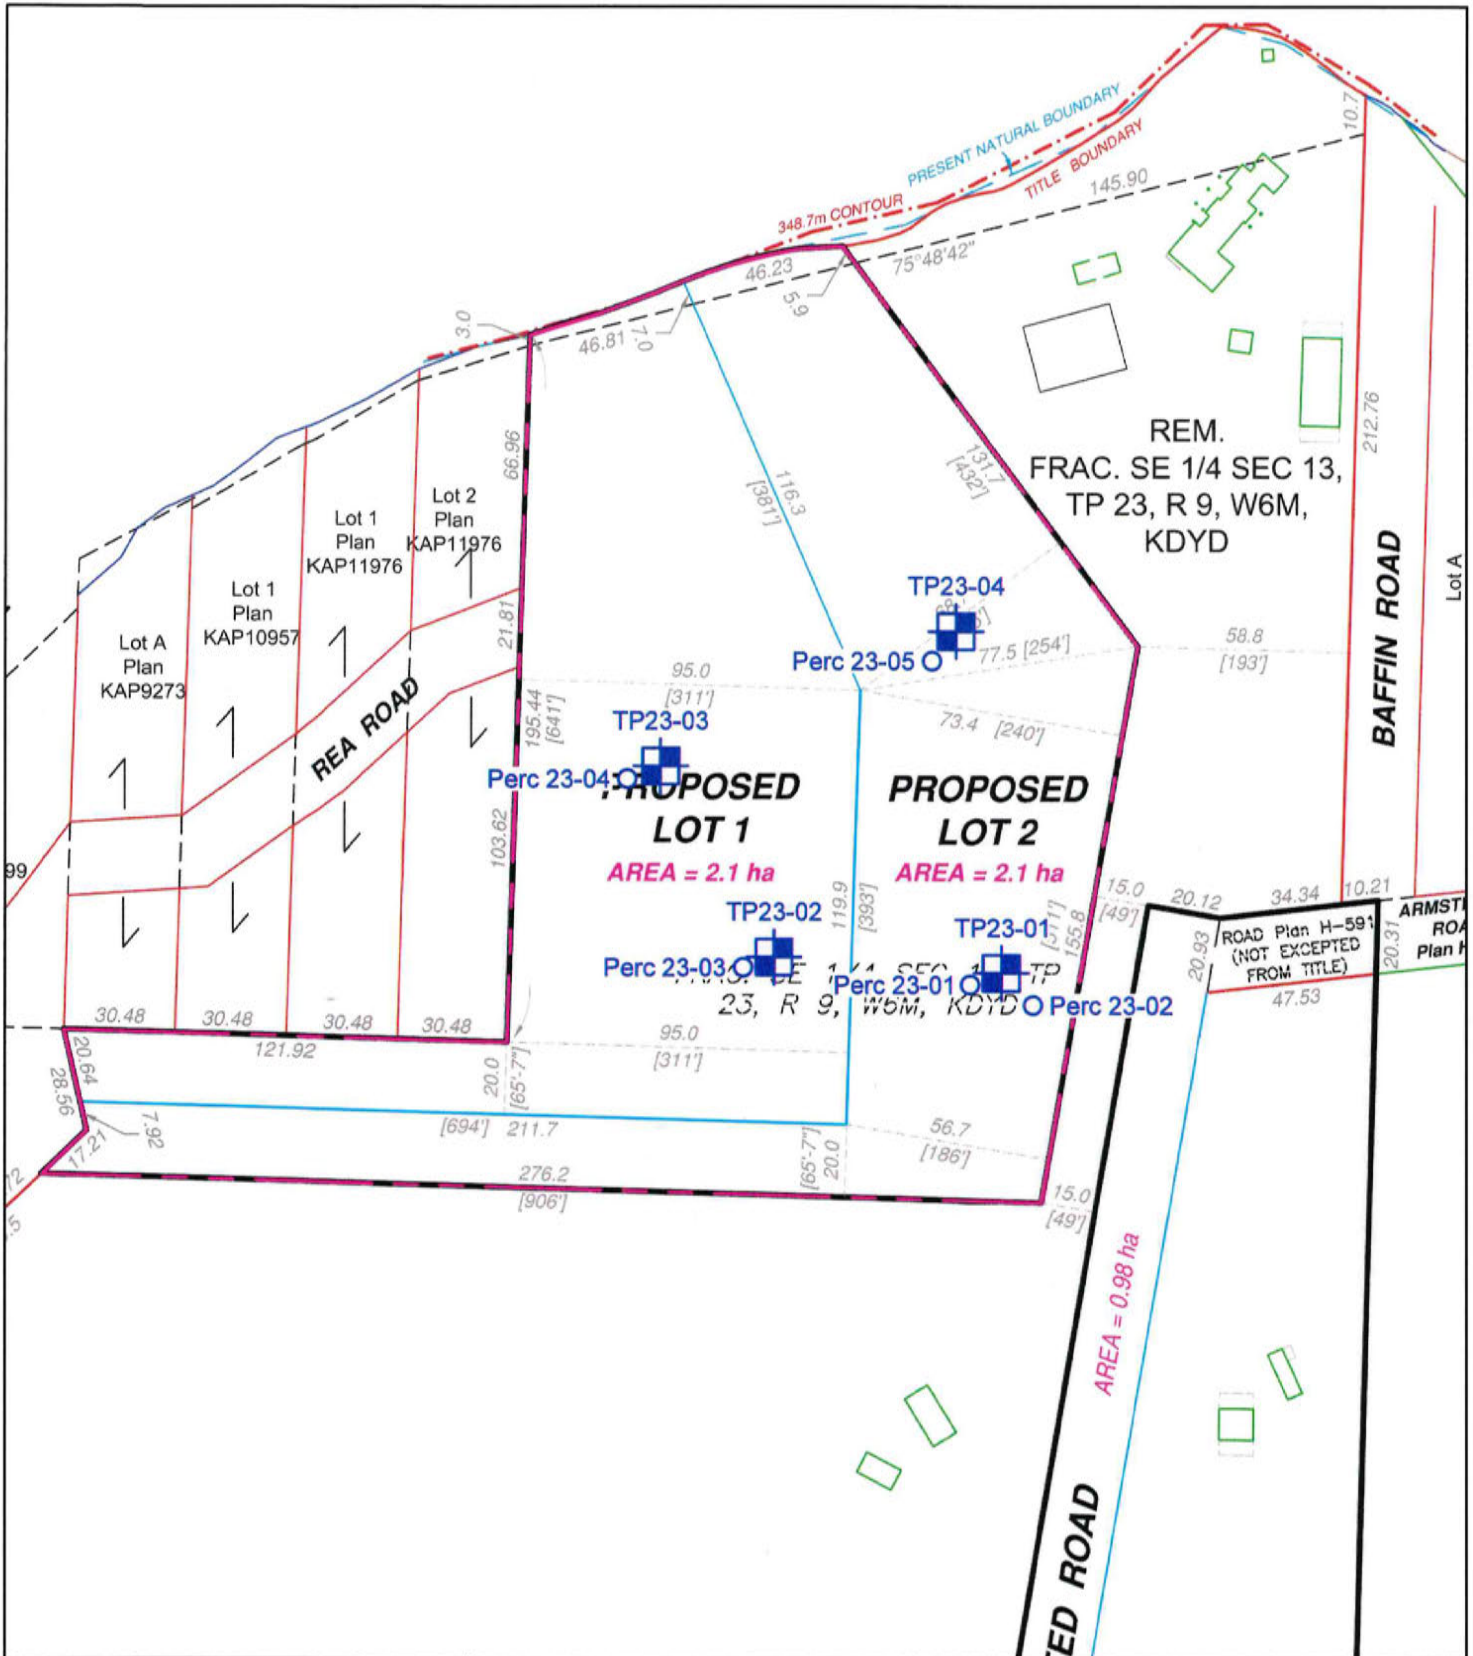 10.7
PRESENT NATURAL BOUNDARY
TITLE BOUNDARY
145.90
348.7m CONTOUR
75°48'42"
46.23
5.9
3.0
46.81
7.0
212.76
66.96
131.7
[432']
116.3
[381']
REM.
FRAC. SE 1/4 SEC 13,
TP 23, R 9, W6M,
KDYD
Lot 2
Plan
KAP11976
Lot 1
Plan
KAP11976
Lot 1
Plan
KAP10957
Lot A
Plan
KAP9273
Lot A
BAFFIN ROAD
REA ROAD
21.81
TP23-04
Perc 23-05
77.5 [254']
58.8
[193']
95.0
[311']
73.4 [240']
195.44
[641']
TP23-03
Perc 23-04
PROPOSED
LOT 1
AREA = 2.1 ha
PROPOSED
LOT 2
AREA = 2.1 ha
103.62
99
119.9
[393']
15.0
[49']
20.12
34.34
10.21
[511']
155.8
20.93
ROAD Plan H-591
(NOT EXCEPTED
FROM TITLE)
20.31
47.53
TP23-02
Perc 23-03
TP23-01
Perc 23-01
TP
23, R 9, W6M, KDYD
Perc 23-02
30.48
30.48
30.48
30.48
121.92
95.0
[311']
20.0
[65'-7"]
20.64
28.56
7.92
17.21
[694'] 211.7
56.7
[186']
[65'-7"]
20.0
276.2
[906']
15.0
[49']
AREA = 0.98 ha
ROAD